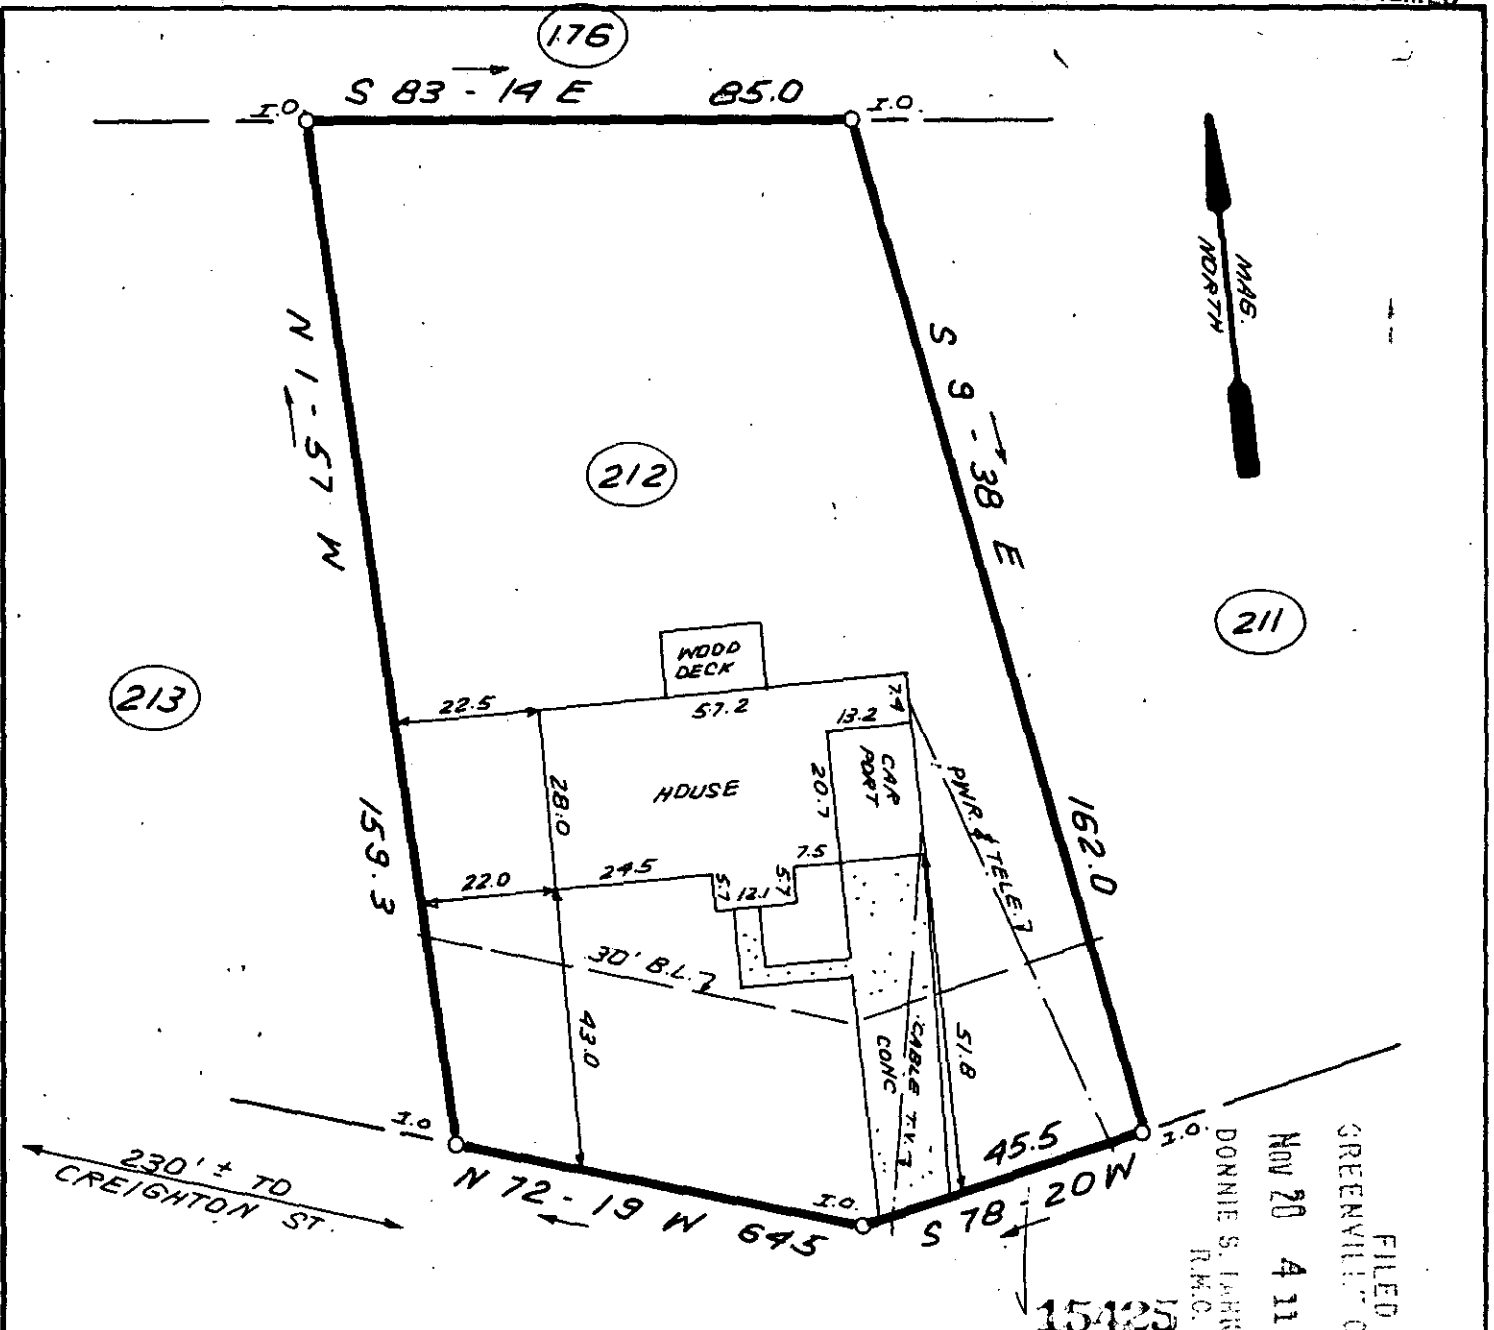 176
S 83 - 14 E 85.0
I.O.
I.O.
MAG.
NORTH
N 1 - 57 W
S 9 - 38 E
212
211
213
WOOD
DECK
22.5
57.2
7.4
13.2
CAR
PORT
20.7
HOUSE
28.0
PWR. & TELE.
159.3
162.0
7.5
24.5
22.0
5.7
12.1
5.7
30' B.L.
43.0
CABLE T.V.
CONC
51.8
I.O.
45.5
I.O.
230' ± TO
CREIGHTON ST.
N 72 - 19 W 64.5
I.O.
S 78 - 20 W
FILED
GREENVILLE
NOV 20 4 11
DONNIE S.
R.M.C.
15425